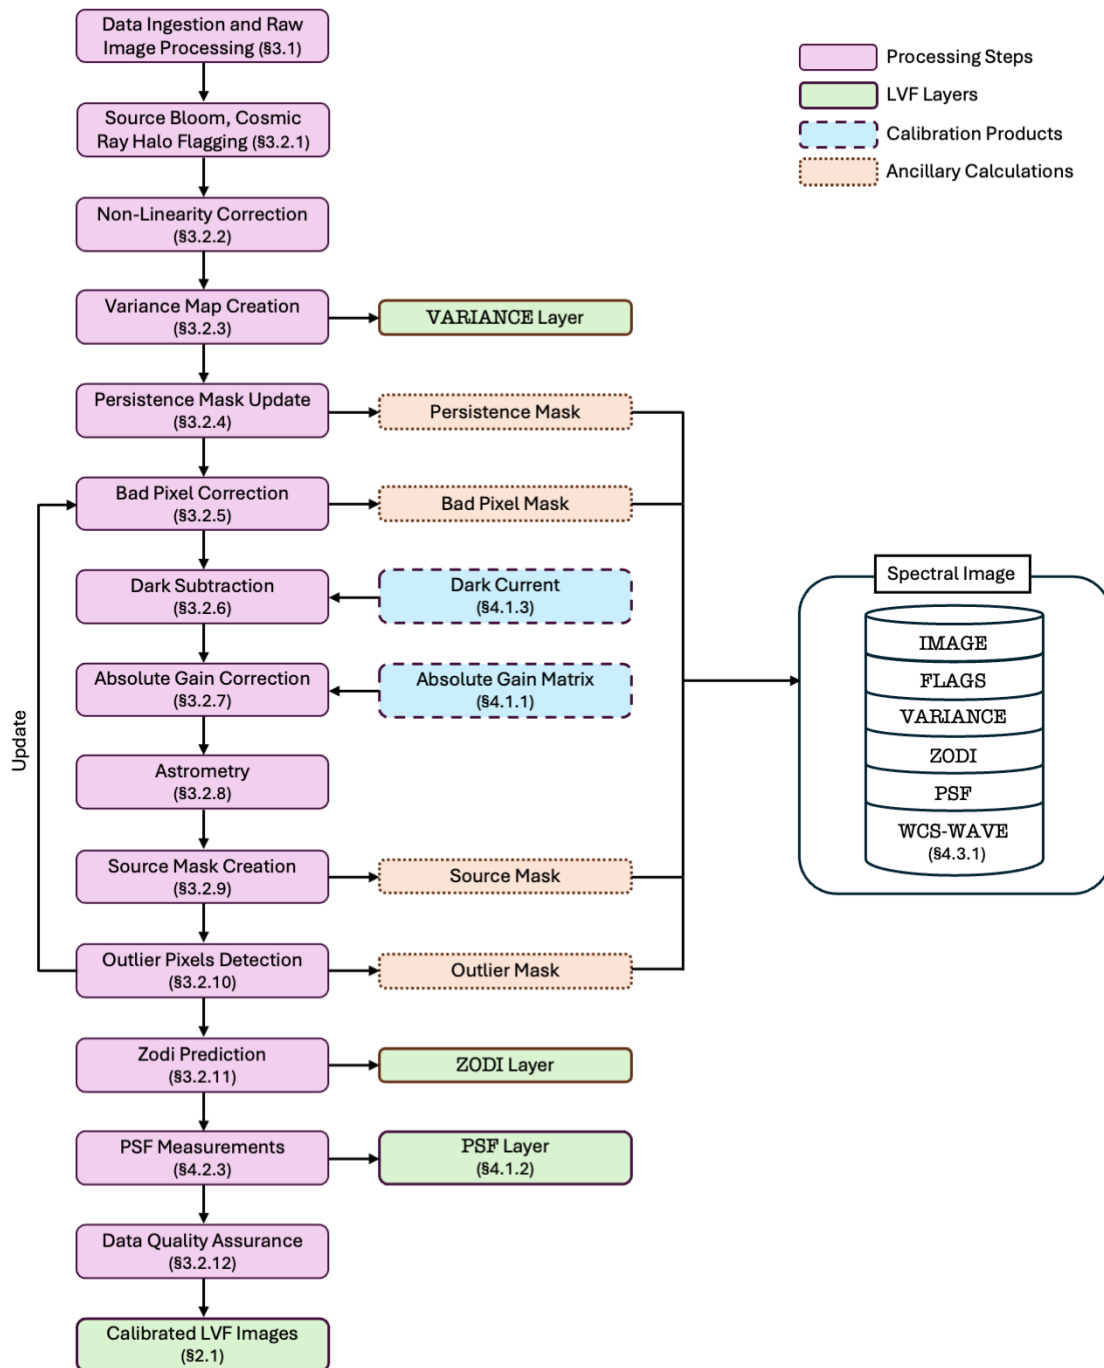 Data Ingestion and Raw
Image Processing (§3.1)
Processing Steps
LVF Layers
Calibration Products
Ancillary Calculations
Source Bloom, Cosmic
Ray Halo Flagging (§3.2.1)
Non-Linearity Correction
(§3.2.2)
Variance Map Creation
(§3.2.3)
VARIANCE Layer
Persistence Mask Update
(§3.2.4)
Persistence Mask
Bad Pixel Correction
(§3.2.5)
Bad Pixel Mask
Dark Subtraction
(§3.2.6)
Dark Current
(§4.1.3)
Absolute Gain Correction
(§3.2.7)
Absolute Gain Matrix
(§4.1.1)
Update
Astrometry
(§3.2.8)
Source Mask Creation
(§3.2.9)
Source Mask
Outlier Pixels Detection
(§3.2.10)
Outlier Mask
Zodi Prediction
(§3.2.11)
ZODI Layer
PSF Measurements
(§4.2.3)
PSF Layer
(§4.1.2)
Data Quality Assurance
(§3.2.12)
Calibrated LVF Images
(§2.1)
Spectral Image
IMAGE
FLAGS
VARIANCE
ZODI
PSF
WCS-WAVE
(§4.3.1)